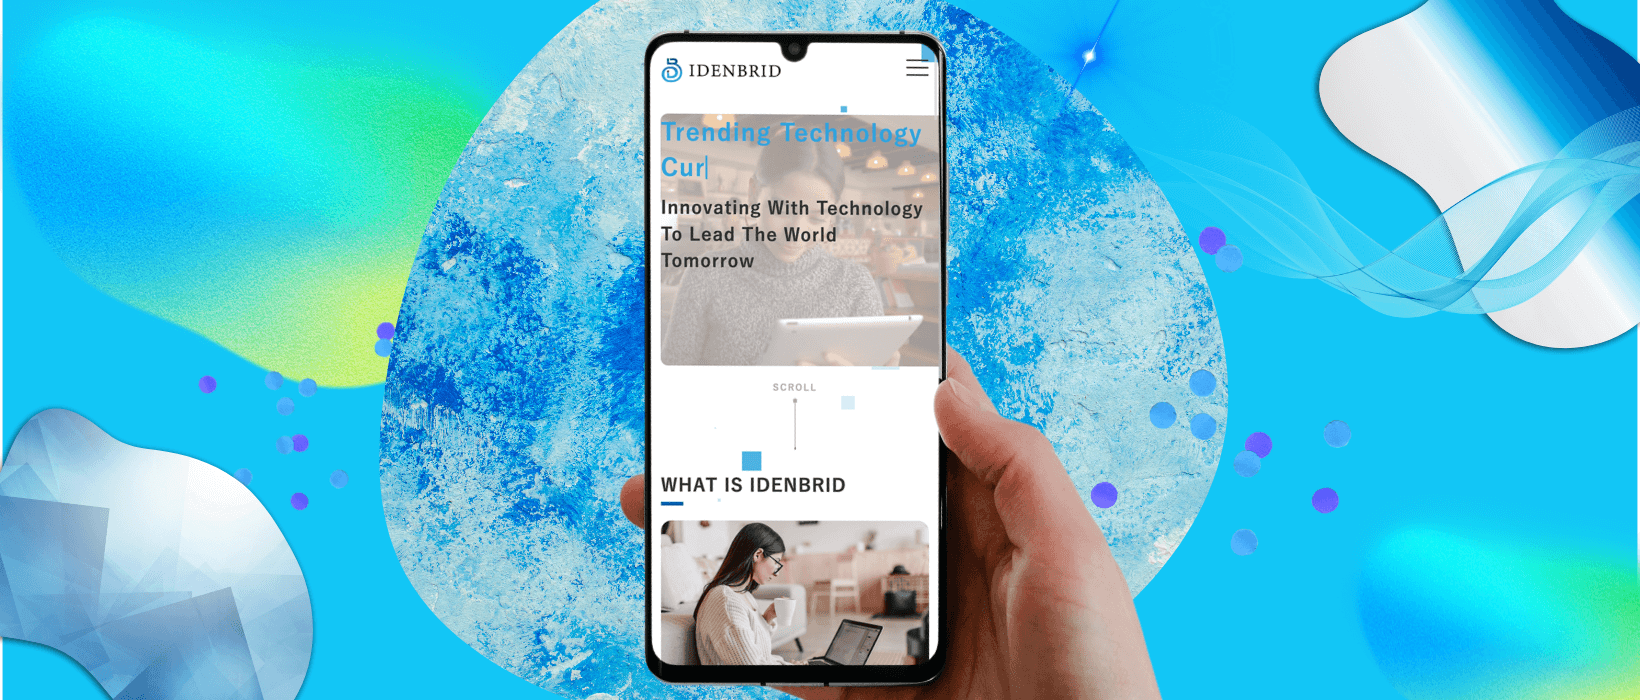 IDENBRID
Trending Technology
Cur
Innovating With Technology
To Lead The World
Tomorrow
SCROLL
WHAT IS IDENBRID